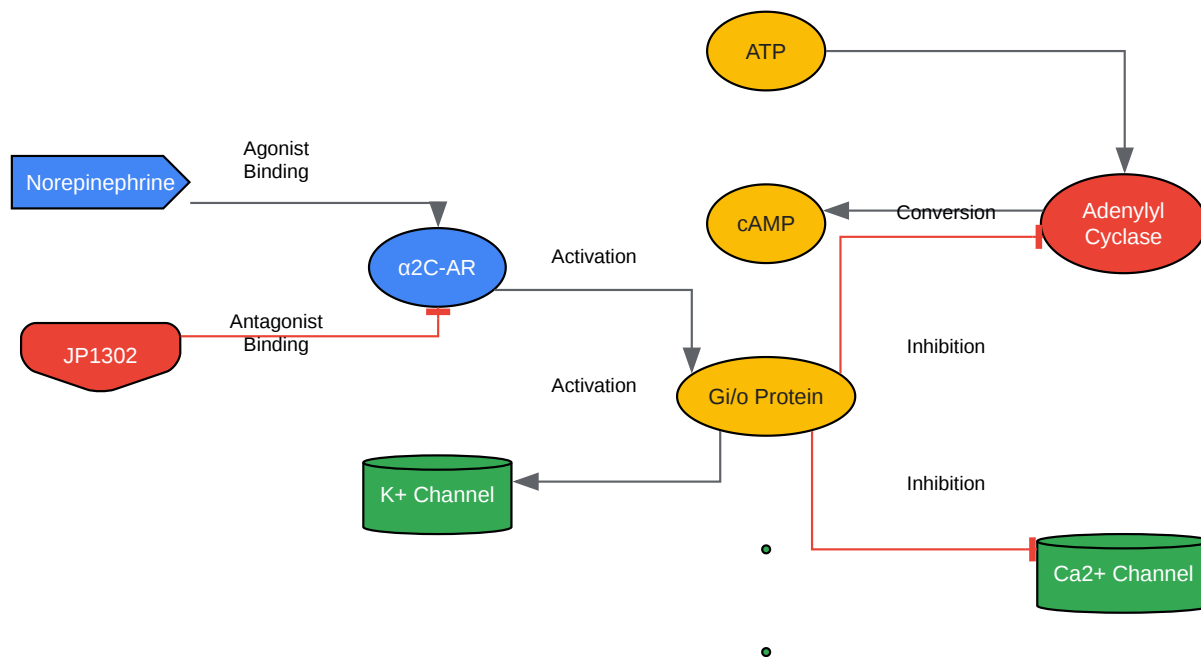 ATP
Agonist
Binding
Norepinephrine
cAMP
Conversion
Adenylyl
Cyclase
α2C-AR
Activation
Antagonist
Binding
JP1302
Inhibition
Activation
Gi/o Protein
K+ Channel
Inhibition
Ca2+ Channel